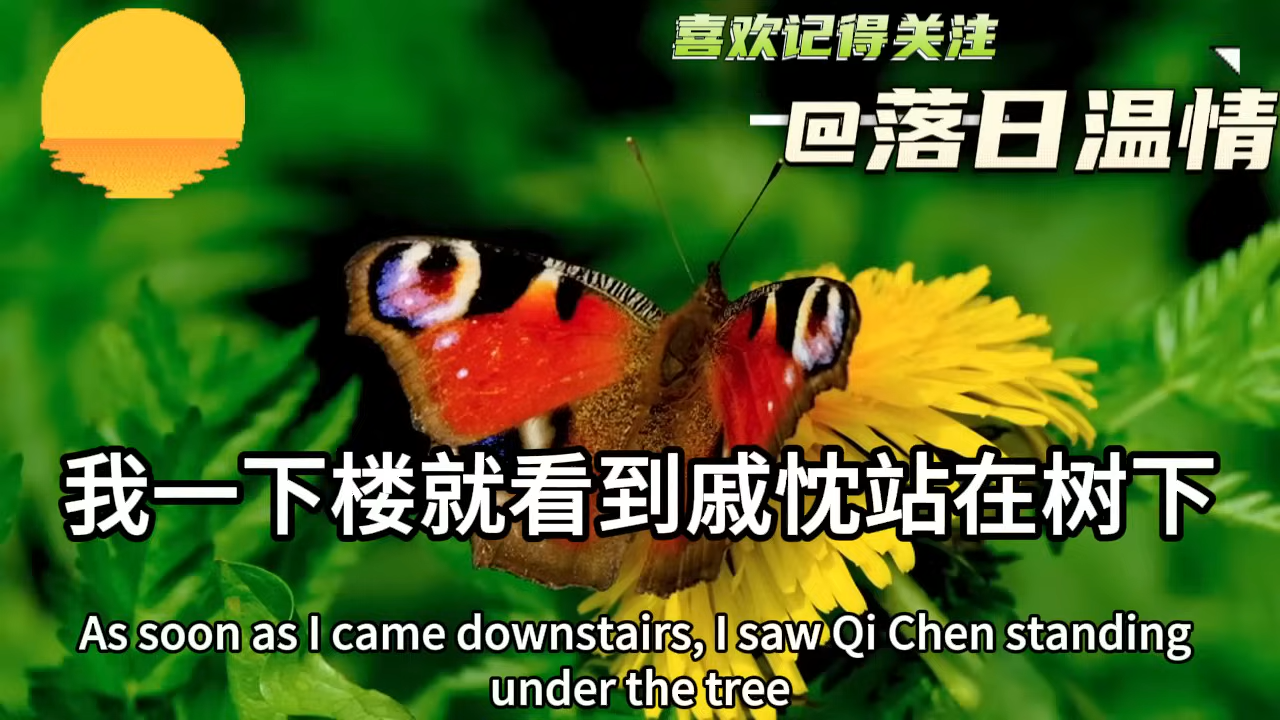 喜欢记得关注
@落日温情
我一下楼就看到戚忱站在树下
As soon as I came downstairs, I saw Qi Chen standing
under the tree